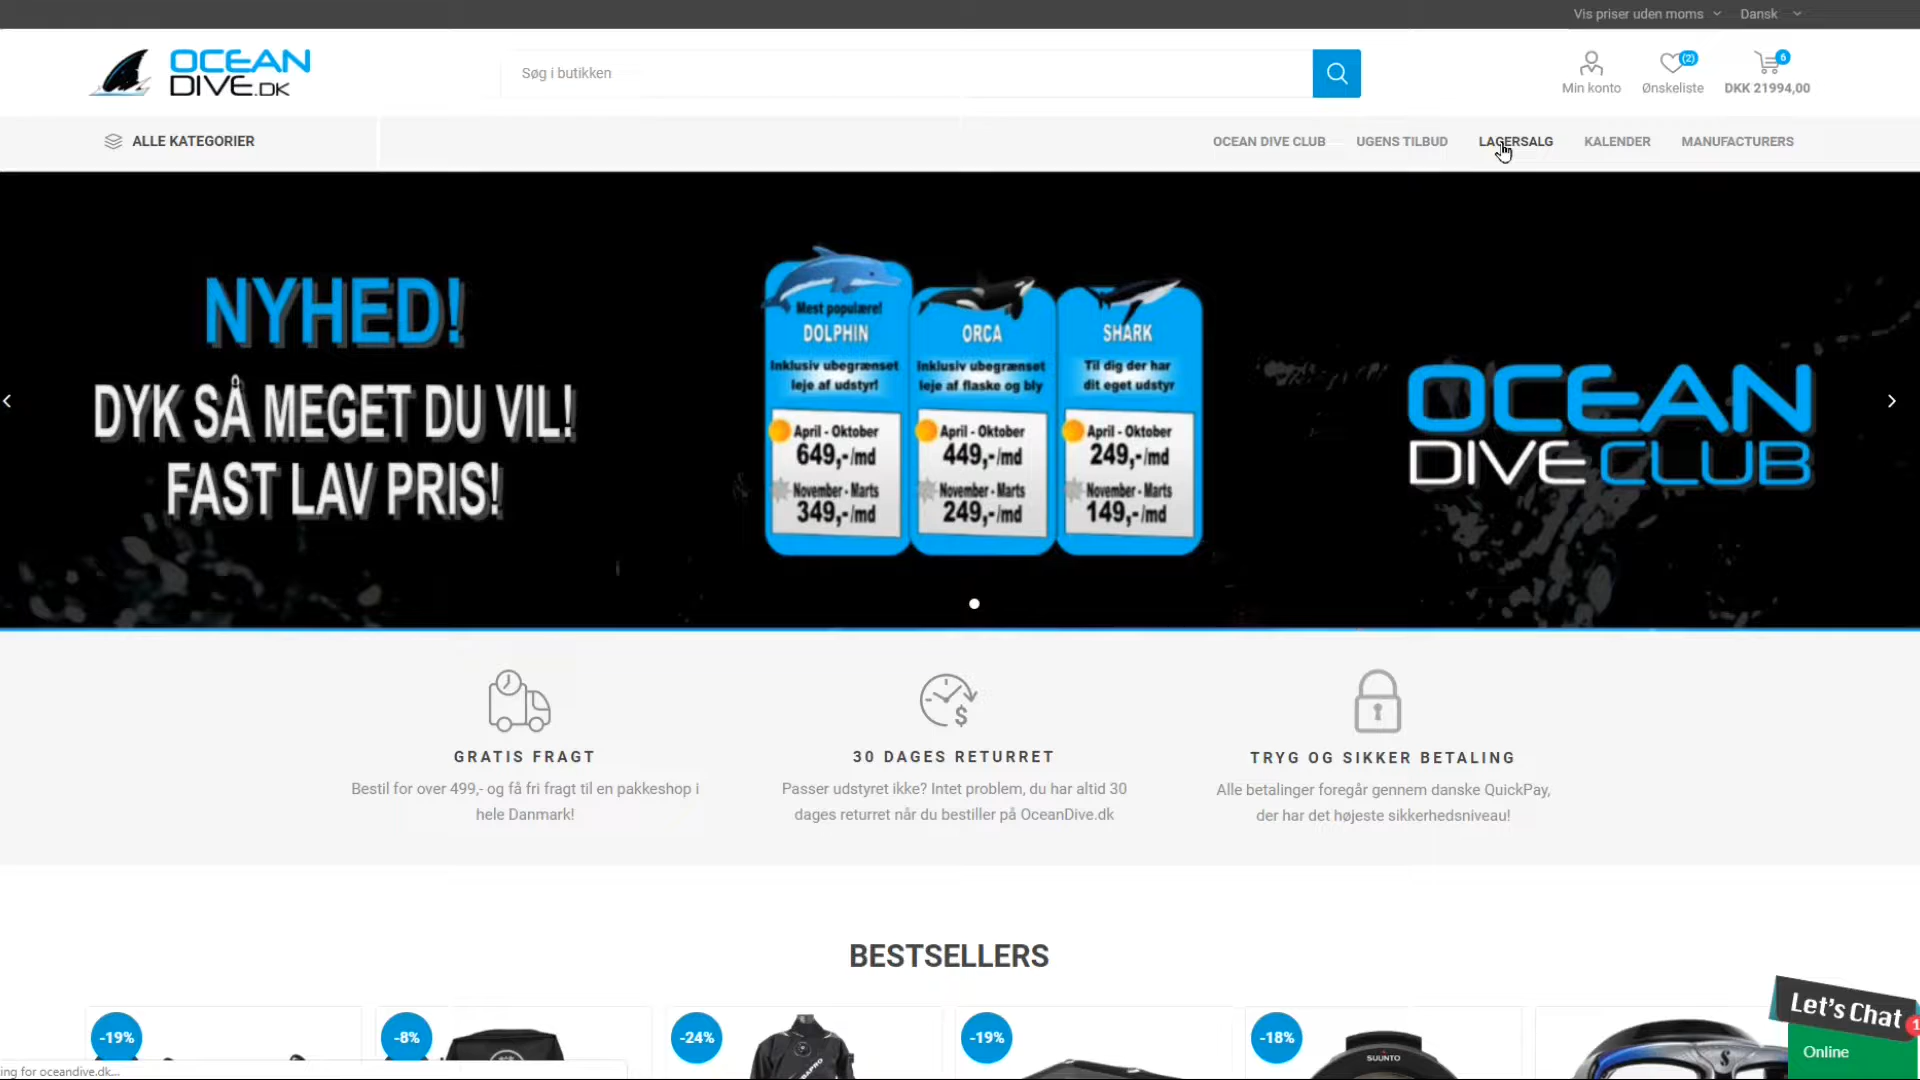 Vis priser uden moms
Dansk
OCEAN
DIVE.DK
Søg i butikken
(2)
6
Min konto
Ønskeliste
DKK 21994,00
ALLE KATEGORIER
OCEAN DIVE CLUB
UGENS TILBUD
LAGERSALG
KALENDER
MANUFACTURERS
NYHED!
DYK SÅ MEGET DU VIL!
FAST LAV PRIS!
Mest populære!
DOLPHIN
Inklusiv ubegrænset
leje af udstyr!
April - Oktober
649,-/md
November - Marts
349,-/md
ORCA
Inklusiv ubegrænset
leje af flaske og bly
April - Oktober
449,-/md
November - Marts
249,-/md
SHARK
Til dig der har
dit eget udstyr
April - Oktober
249,-/md
November - Marts
149,-/md
OCEAN
DIVECLUB
GRATIS FRAGT
Bestil for over 499,- og få fri fragt til en pakkeshop i
hele Danmark!
$
30 DAGES RETURRET
Passer udstyret ikke? Intet problem, du har altid 30
dages returret når du bestiller på OceanDive.dk
TRYG OG SIKKER BETALING
Alle betalinger foregår gennem danske QuickPay,
der har det højeste sikkerhedsniveau!
BESTSELLERS
-19%
-8%
-24%
-19%
-18%
SUUNTO
Let's Chat
1
Online
ing for oceandive.dk...